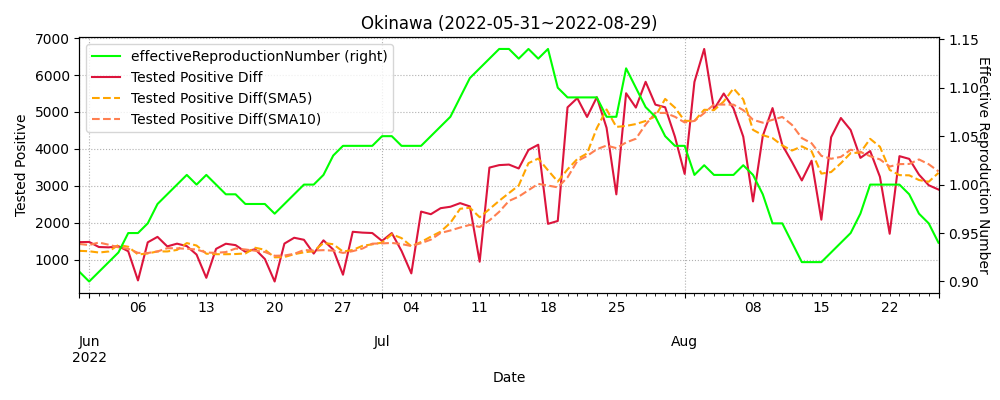 Okinawa (2022-05-31~2022-08-29)
effectiveReproductionNumber (right)
Tested Positive Diff
Tested Positive Diff(SMA5)
Tested Positive Diff(SMA10)
Tested Positive
7000
6000
5000
4000
3000
2000
1000
Effective Reproduction Number
1.15
1.10
1.05
1.00
0.95
0.90
06 13 20 27 04 11 18 25 08 15 22
Jun Jul Aug
2022
Date